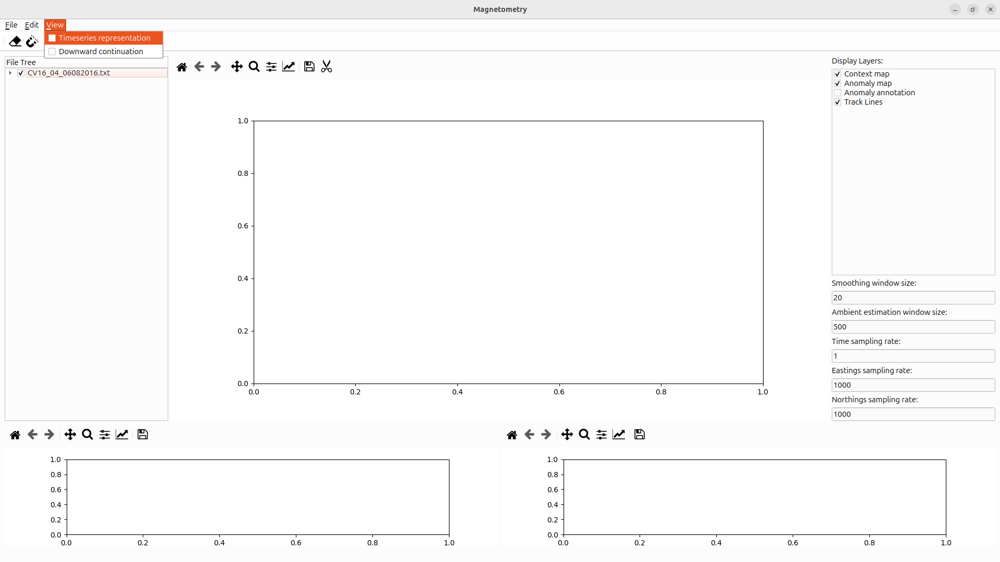 Magnetometry
File Edit View
Timeseries representation
Downward continuation
File Tree
CV16_04_06082016.txt
1.0
0.8
0.6
0.4
0.2
0.0
0.0 0.2 0.4 0.6 0.8 1.0
Display Layers:
Context map
Anomaly map
Anomaly annotation
Track Lines
Smoothing window size:
20
Ambient estimation window size:
500
Time sampling rate:
1
Eastings sampling rate:
1000
Northings sampling rate:
1000
1.0
0.8
0.6
0.4
0.2
0.0
0.0 0.2 0.4 0.6 0.8 1.0
1.0
0.8
0.6
0.4
0.2
0.0
0.0 0.2 0.4 0.6 0.8 1.0